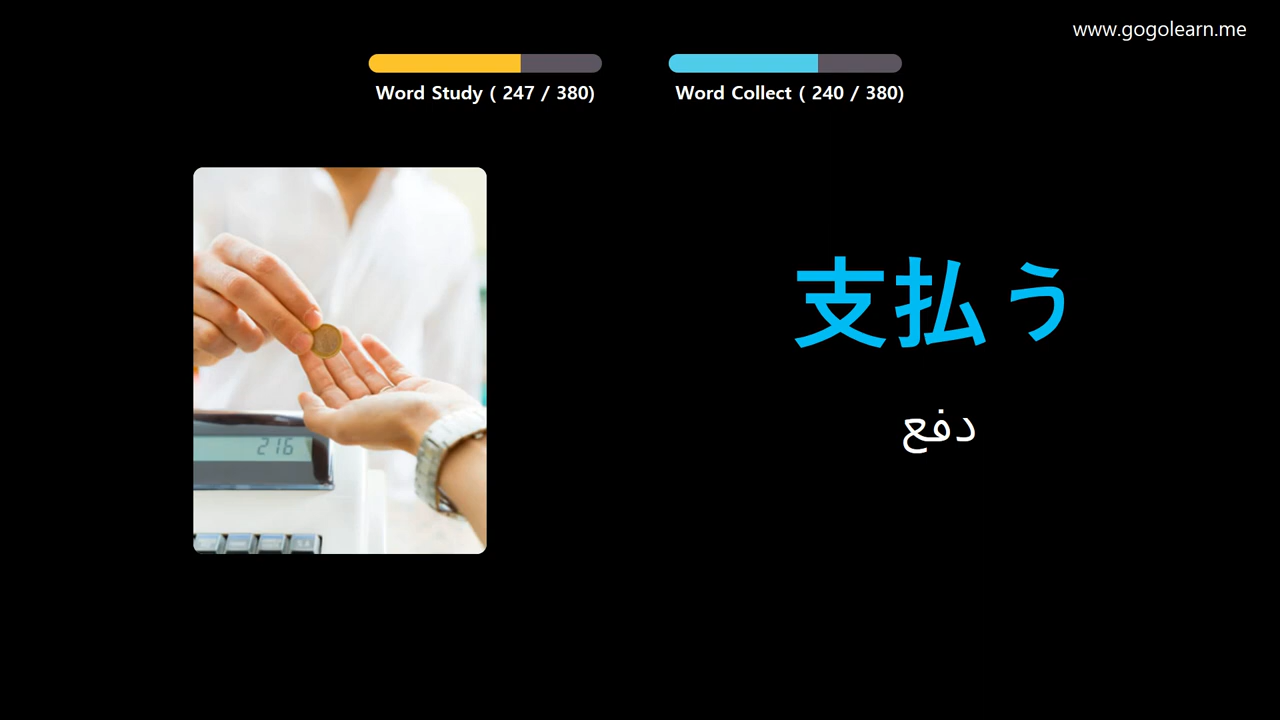 www.gogolearn.me
Word Study ( 247 / 380)
Word Collect ( 240 / 380)
支払う
دفع
216